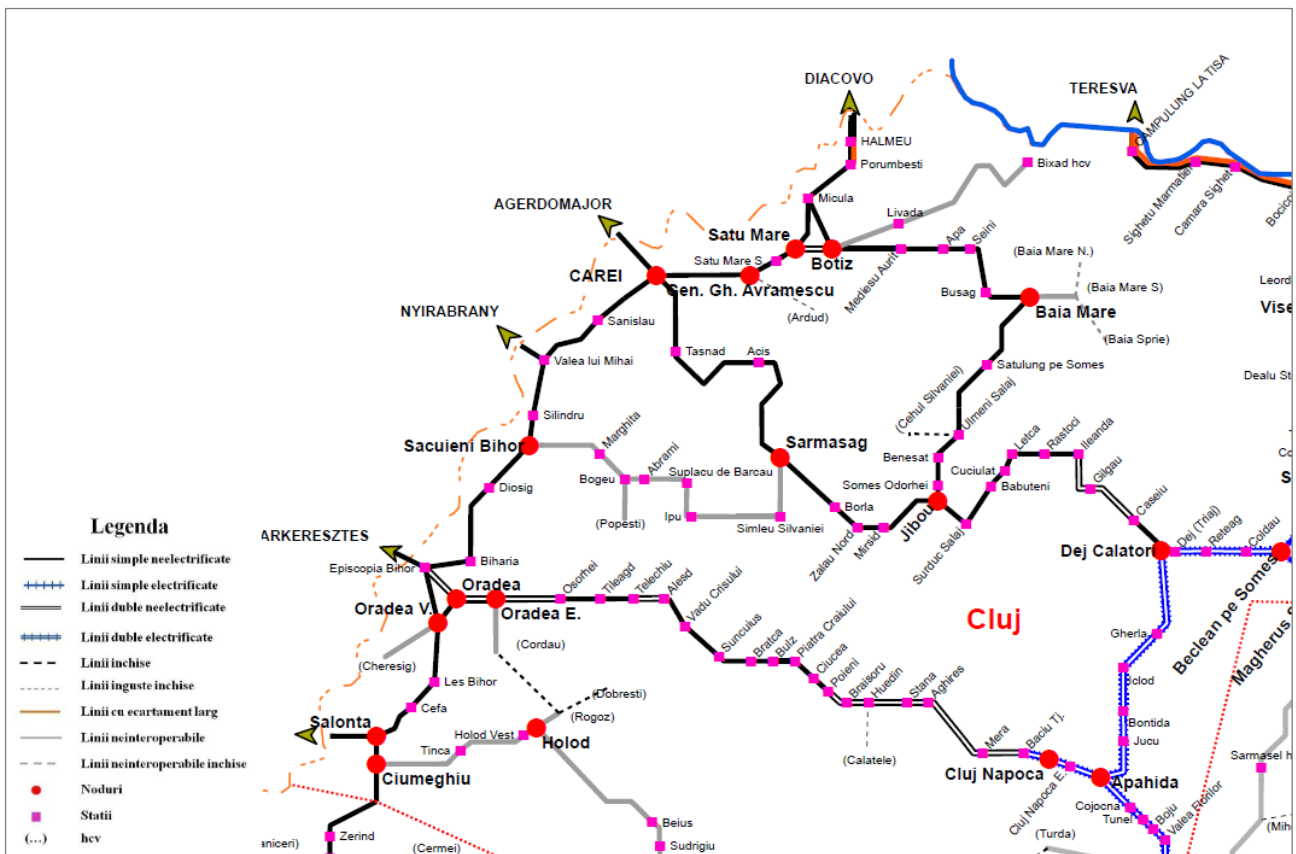 DIACOVO
TERESVA
CAMPULUNG LA TISA
HALMEU
Porumbesti
Bixad hcv
Sighetu Marmatiei
Camara Sighet
Micula
AGERDOMAJOR
Livada
Satu Mare
Botiz
Satu Mare S
Mediesu Aurit
Apa
Seini
(Baia Mare N.)
CAREI
Gen. Gh. Avramescu
(Ardud)
Busag
Baia Mare
(Baia Mare S)
(Baia Sprie)
Leord
Vise
NYIRABRANY
Sanislau
Valea lui Mihai
Tasnad
Acis
Satulung pe Somes
Dealu St
Silindru
(Cehul Silvaniei)
Ulmeni Salaj
Sacuieni Bihor
Marghita
Abrami
Bogeu
Suplacu de Barcau
Sarmasag
Benesat
Somes Odorhei
Cuciulat
Letca
Rastoci
Ileanda
Gilgau
Babuteni
Diosig
(Popesti)
Ipu
Simleu Silvaniei
Borla
Zalau Nord
Mirsid
Jibou
Surduc Salaj
Caseiu
Dej Calatori
Dej (Triaj)
Reteag
Coldau
Beclean pe Somes
Magherus S
Legenda
Linii simple neelectrificate
Linii simple electrificate
Linii duble neelectrificate
Linii duble electrificate
Linii inchise
Linii inguste inchise
Linii cu ecartament larg
Linii neinteroperabile
Linii neinteroperabile inchise
Noduri
Statii
(...) hcv
ARKERESZTES
Episcopia Bihor
Biharia
Oradea
Oradea V.
Oradea E.
Osorhei
Tileagd
Telechiu
Alesd
Vadu Crisului
Suncuius
Bratca
Bulz
Piatra Craiului
Ciucea
Poieni
Braisoru
Huedin
Stana
Aghires
Cluj
Gherla
Iclod
Bontida
Jucu
(Cheresig)
(Cordau)
(Dobresti)
(Rogoz)
Les Bihor
Cefa
Salonta
Holod Vest
Holod
Tinca
Ciumeghiu
(Calatele)
Mera
Baciu Tj.
Cluj Napoca
Cluj Napoca E.
Apahida
Cojocna
Tunel
Boju
Valea Florilor
Sarmasel h
(Miho
(Turda)
Beius
Sudrigiu
Zerind
aniceri)
(Cermei)